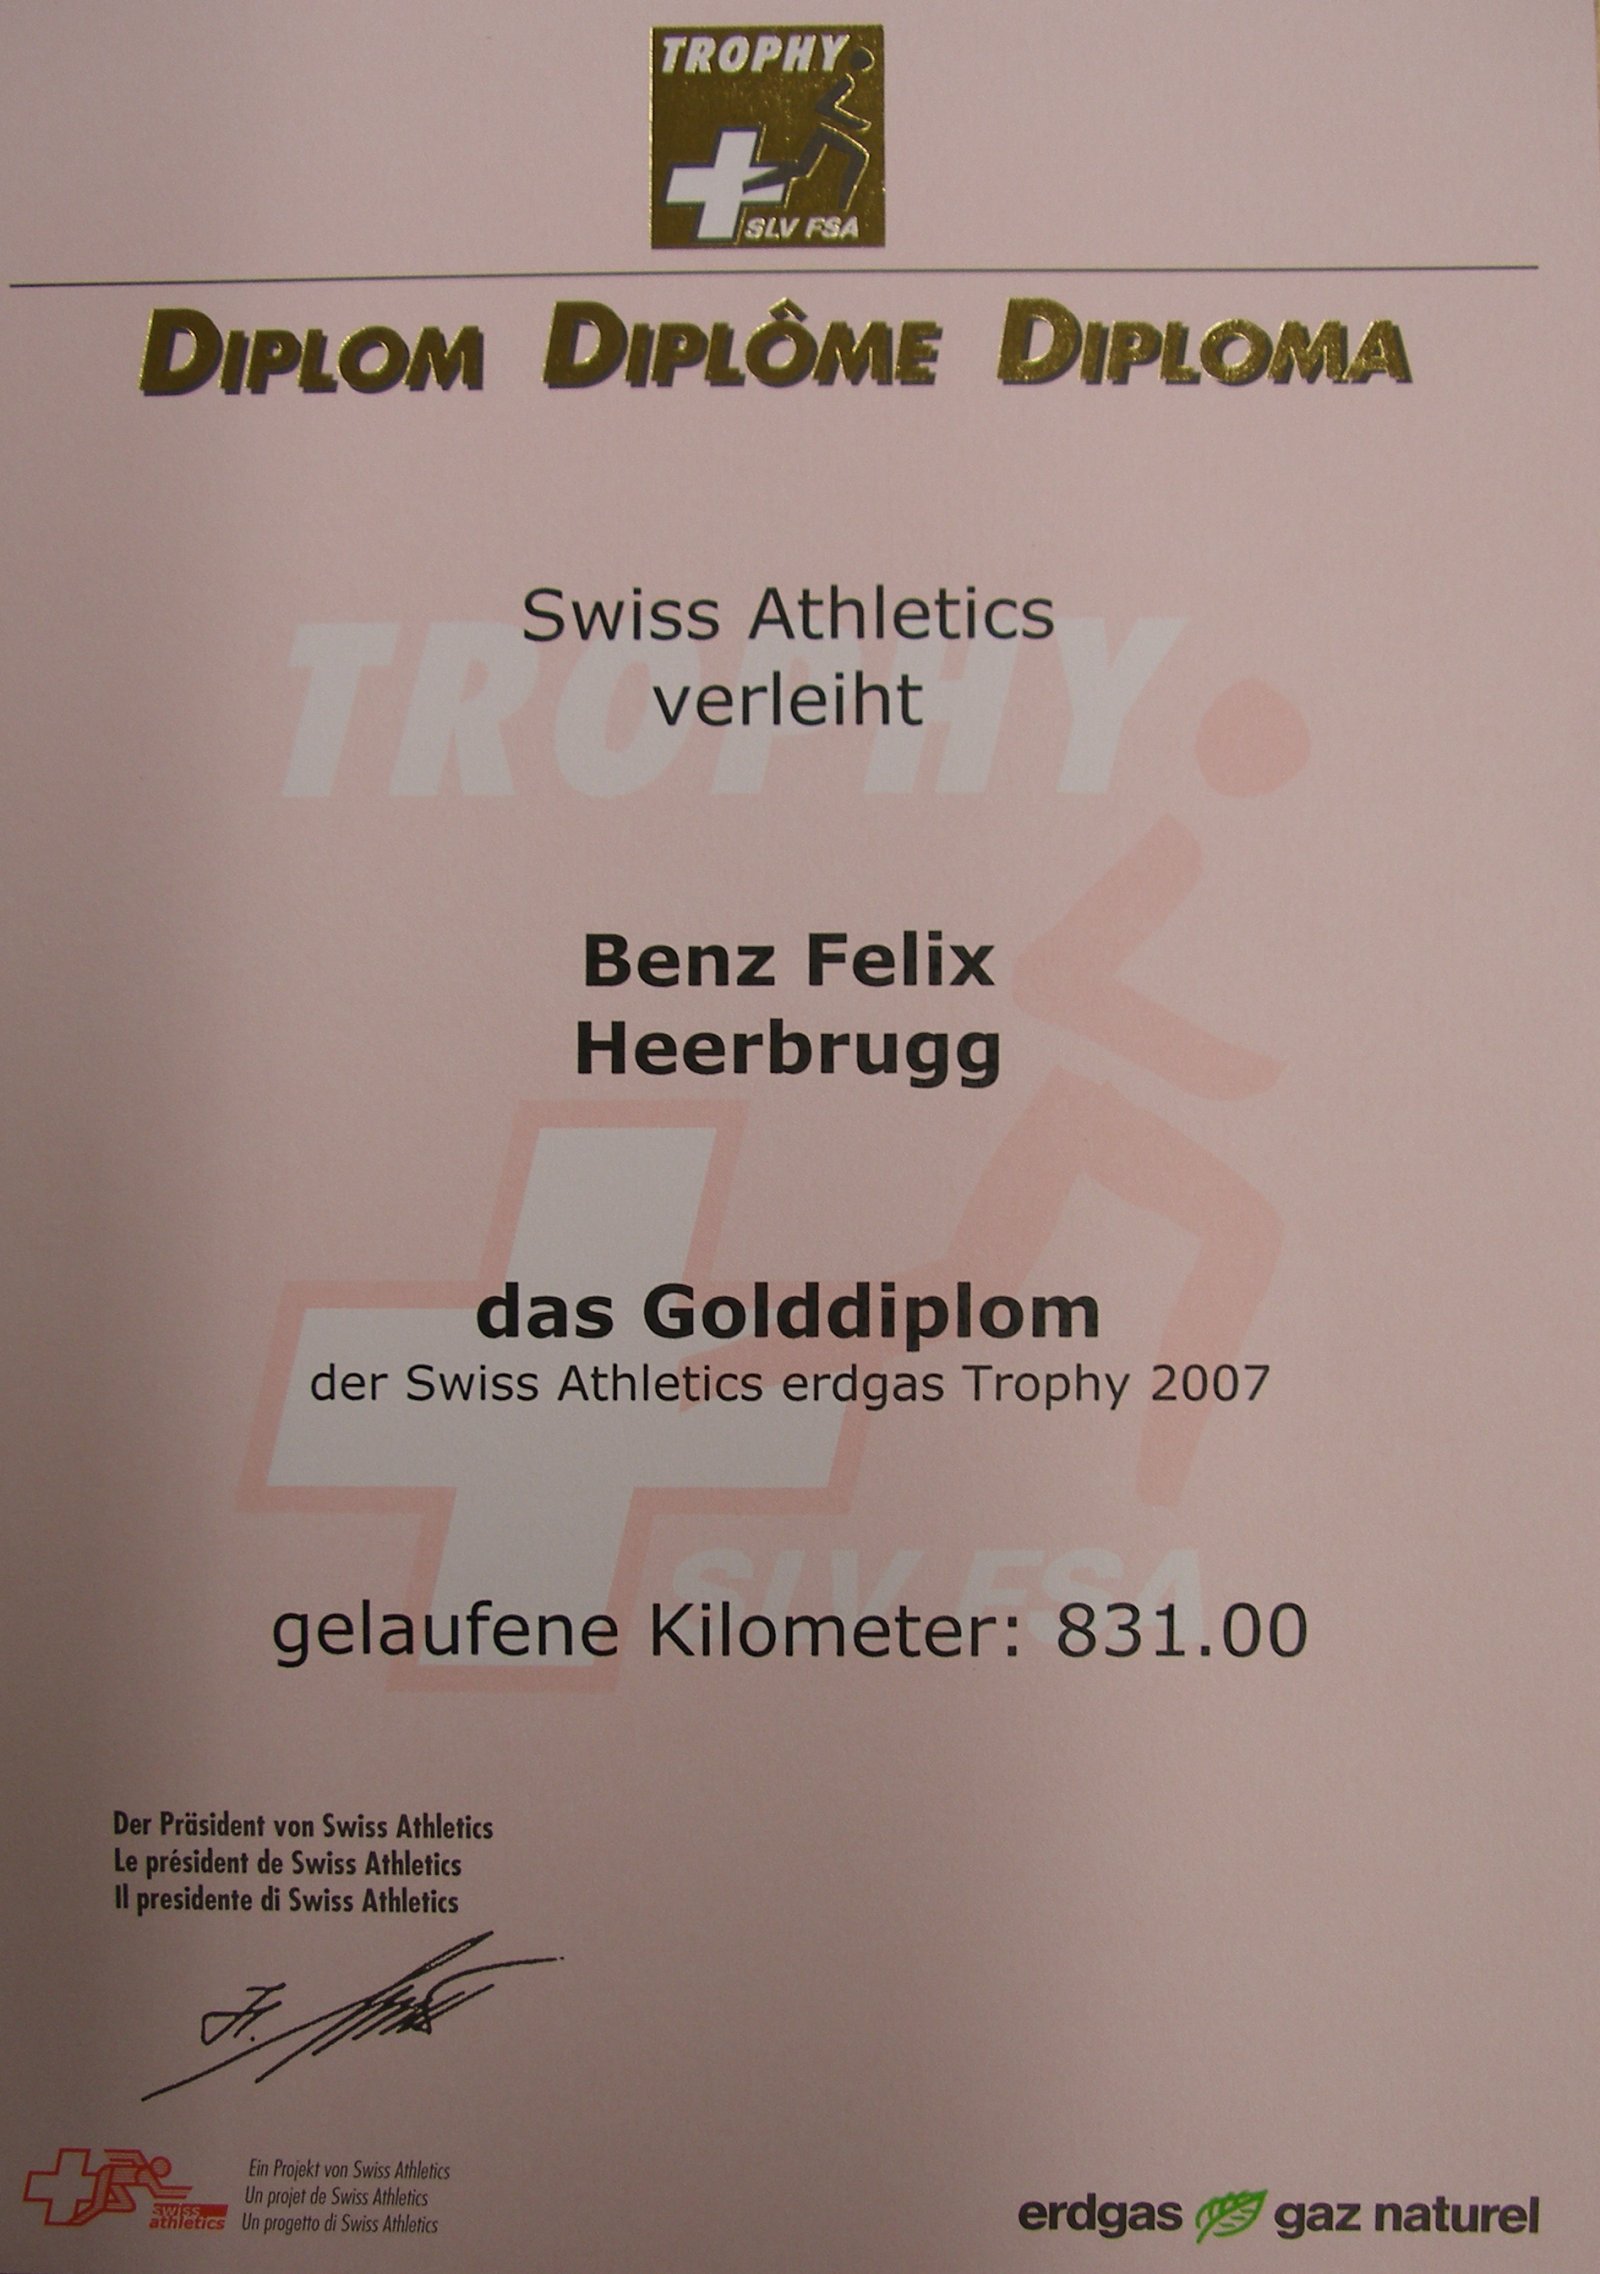 TROPHY
SLV FSA
DIPLOM DIPLÔME DIPLOMA
Swiss Athletics
verleiht
TROPHY
Benz Felix
Heerbrugg
das Golddiplom
der Swiss Athletics erdgas Trophy 2007
SLV FSA
gelaufene Kilometer: 831.00
Der Präsident von Swiss Athletics
Le président de Swiss Athletics
Il presidente di Swiss Athletics
swiss
athletics
Ein Projekt von Swiss Athletics
Un projet de Swiss Athletics
Un progetto di Swiss Athletics
erdgas gaz naturel